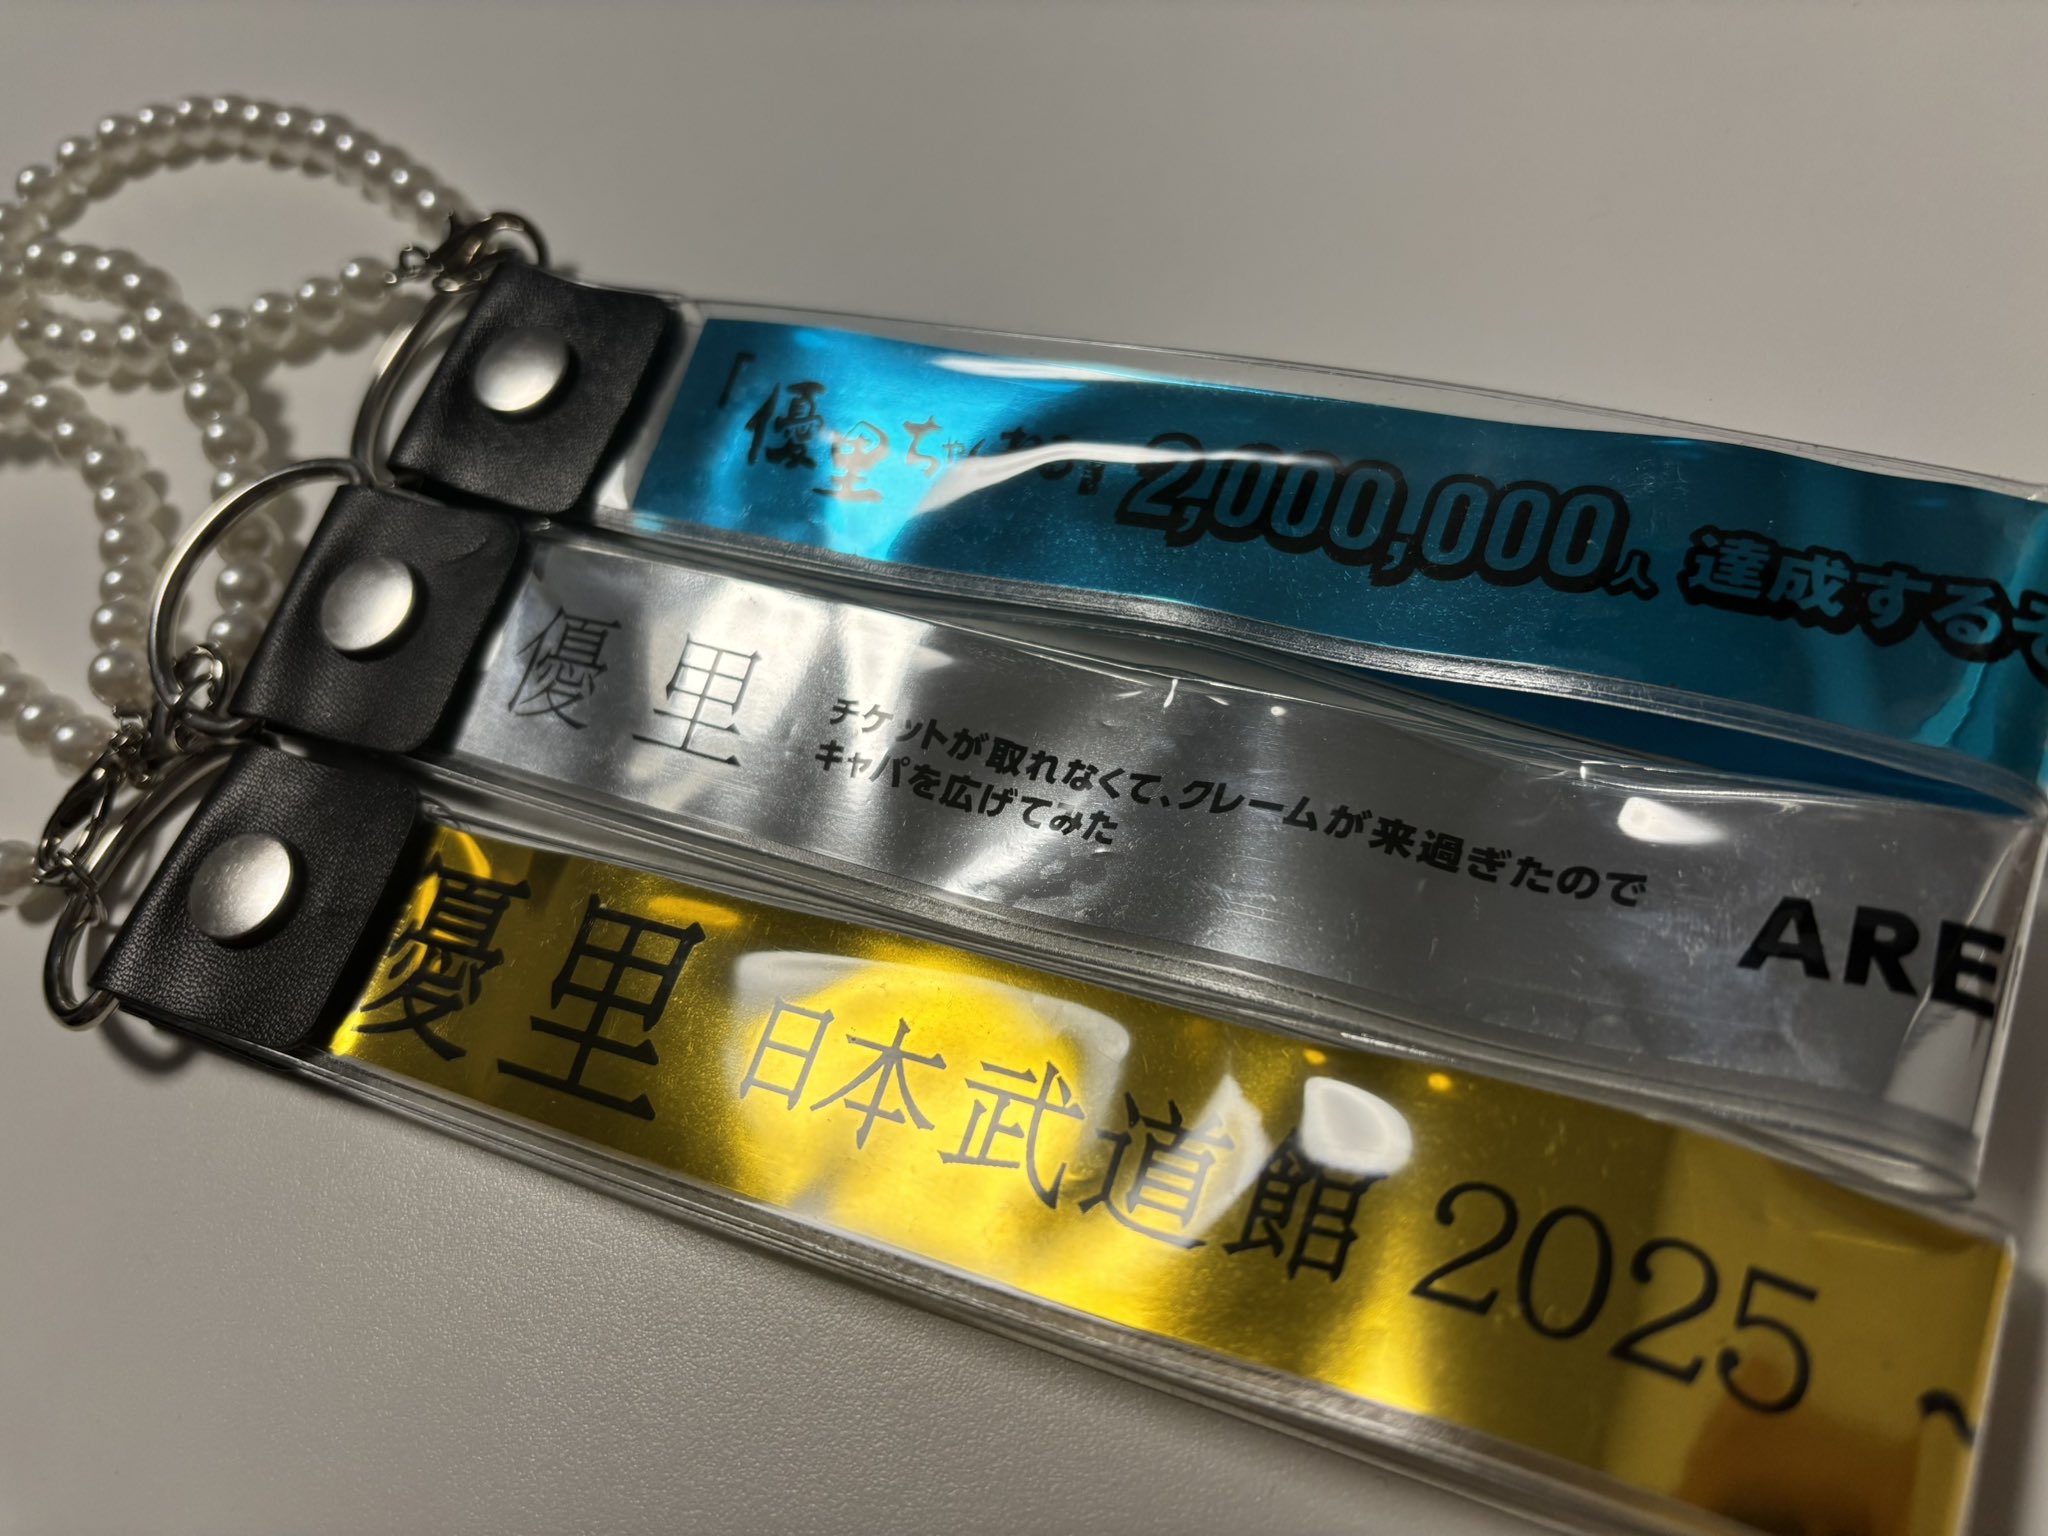 「優里ちゃんねる 2,000,000人 達成するぞ
優里
チケットが取れなくて、クレームが来過ぎたので
キャパを広げてみた
ARE
優里 日本武道館 2025 ~